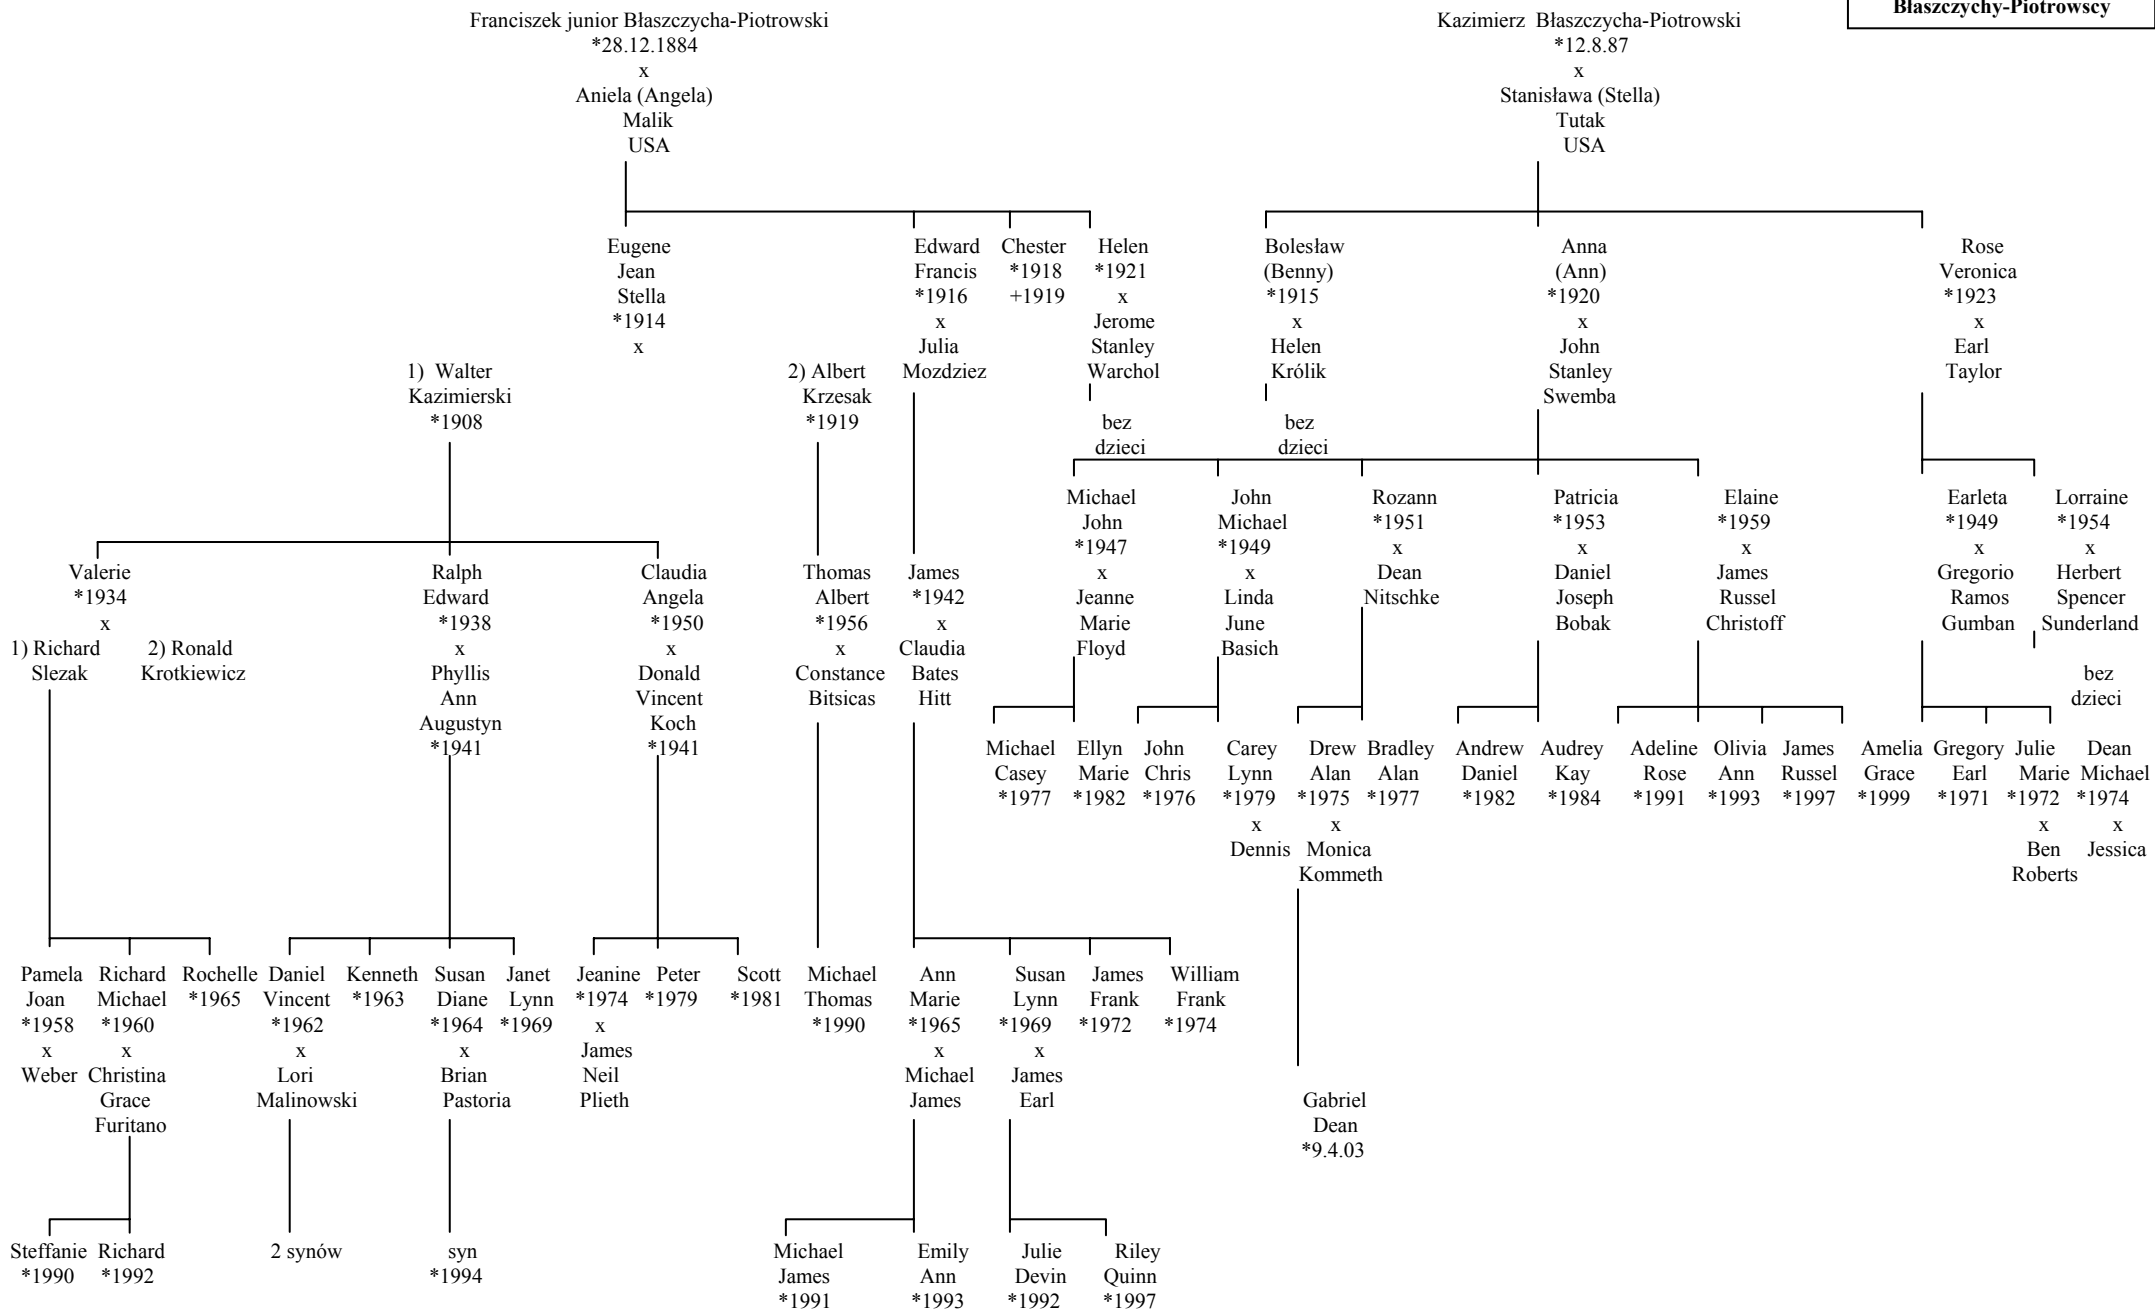 Błaszczychy-Piotrowscy
Franciszek junior Błaszczycha-Piotrowski
*28.12.1884
x
Aniela (Angela)
Malik
USA
Kazimierz Błaszczycha-Piotrowski
*12.8.87
x
Stanisława (Stella)
Tutak
USA
Eugene
Jean
Stella
*1914
x
Edward
Francis
*1916
x
Julia
Mozdziez
Chester
*1918
+1919
Helen
*1921
x
Jerome
Stanley
Warchol
bez
dzieci
Bolesław
(Benny)
*1915
x
Helen
Królik
bez
dzieci
Anna
(Ann)
*1920
x
John
Stanley
Swemba
Rose
Veronica
*1923
x
Earl
Taylor
1) Walter
Kazimierski
*1908
2) Albert
Krzesak
*1919
Valerie
*1934
x
1) Richard
Slezak
2) Ronald
Krotkiewicz
Ralph
Edward
*1938
x
Phyllis
Ann
Augustyn
*1941
Claudia
Angela
*1950
x
Donald
Vincent
Koch
*1941
Thomas
Albert
*1956
x
Constance
Bitsicas
James
*1942
x
Claudia
Bates
Hitt
Michael
John
*1947
x
Jeanne
Marie
Floyd
John
Michael
*1949
x
Linda
June
Basich
Rozann
*1951
x
Dean
Nitschke
Patricia
*1953
x
Daniel
Joseph
Bobak
Elaine
*1959
x
James
Russel
Christoff
Earleta
*1949
x
Gregorio
Ramos
Gumban
Lorraine
*1954
x
Herbert
Spencer
Sunderland
bez
dzieci
Michael
Casey
*1977
Ellyn
Marie
*1982
John
Chris
*1976
Carey
Lynn
*1979
x
Dennis
Drew
Alan
*1975
x
Monica
Kommeth
Bradley
Alan
*1977
Andrew
Daniel
*1982
Audrey
Kay
*1984
Adeline
Rose
*1991
Olivia
Ann
*1993
James
Russel
*1997
Amelia
Grace
*1999
Gregory
Earl
*1971
Julie
Marie
*1972
x
Ben
Roberts
Dean
Michael
*1974
x
Jessica
Pamela
Joan
*1958
x
Weber
Richard
Michael
*1960
x
Christina
Grace
Furitano
Rochelle
*1965
Daniel
Vincent
*1962
x
Lori
Malinowski
Kenneth
*1963
Susan
Diane
*1964
x
Brian
Pastoria
Janet
Lynn
*1969
Jeanine
*1974
x
James
Neil
Plieth
Peter
*1979
Scott
*1981
Michael
Thomas
*1990
Ann
Marie
*1965
x
Michael
James
Susan
Lynn
*1969
x
James
Earl
James
Frank
*1972
William
Frank
*1974
Gabriel
Dean
*9.4.03
Steffanie
*1990
Richard
*1992
2 synów
syn
*1994
Michael
James
*1991
Emily
Ann
*1993
Julie
Devin
*1992
Riley
Quinn
*1997